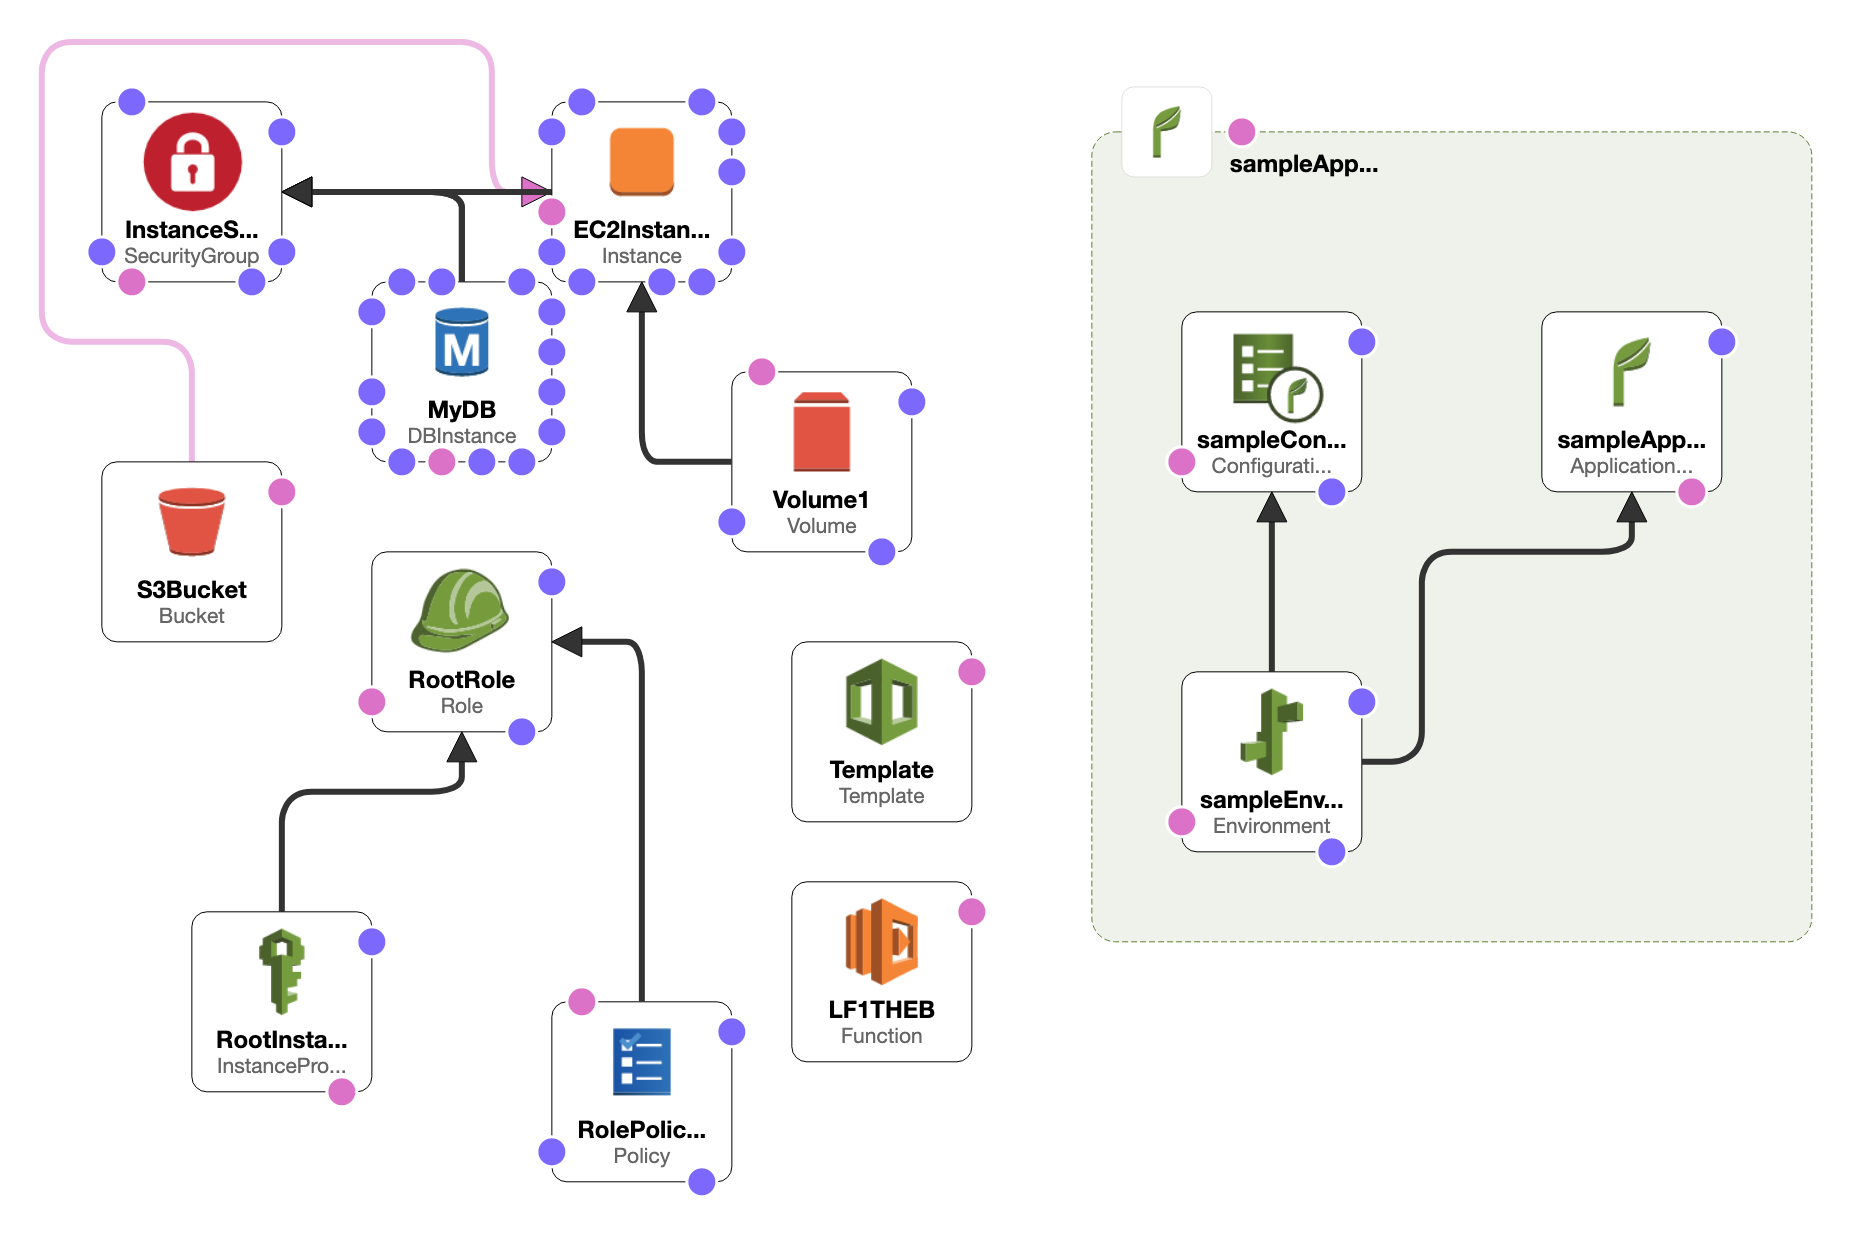 sampleApp...
InstanceS...
SecurityGroup
EC2Instan...
Instance
M
MyDB
DBInstance
sampleCon...
Configurati...
sampleApp...
Application...
Volume1
Volume
S3Bucket
Bucket
RootRole
Role
Template
Template
sampleEnv...
Environment
LF1THEB
Function
RootInsta...
InstancePro...
RolePolic...
Policy